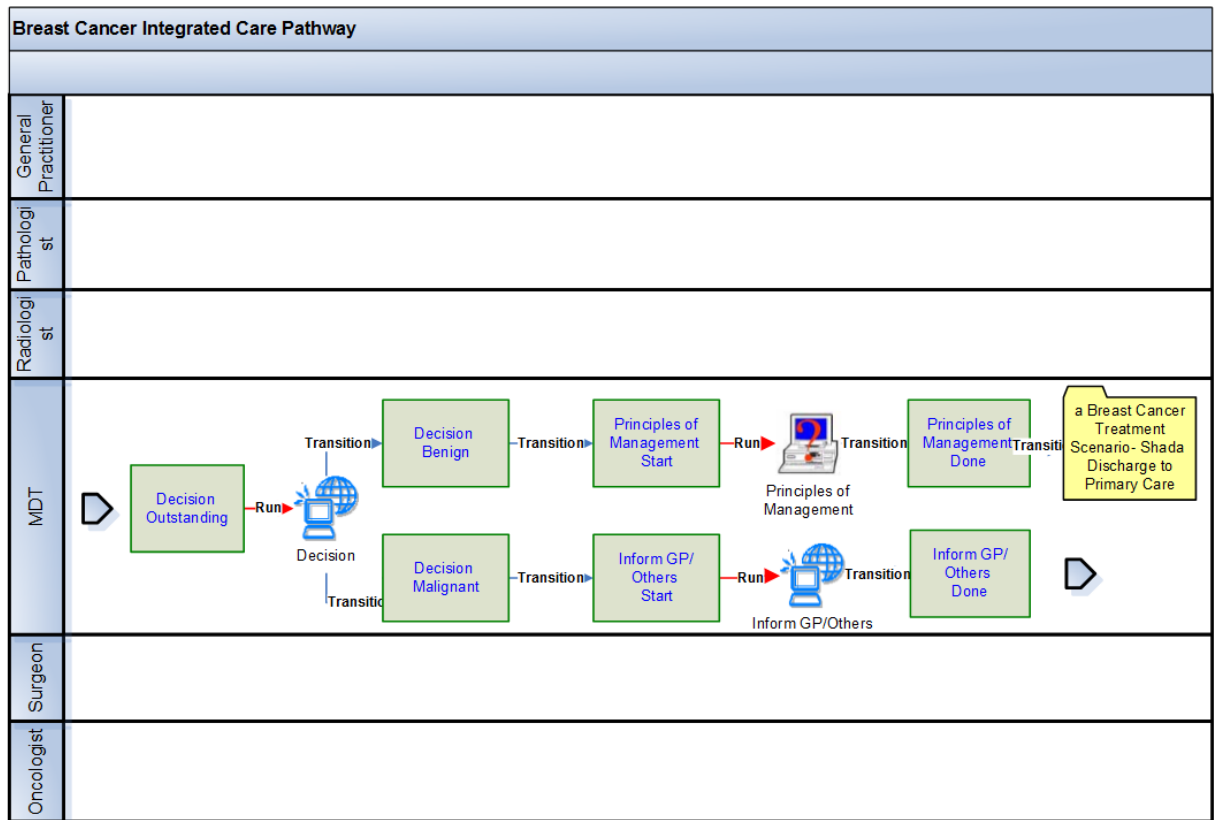 Breast Cancer Integrated Care Pathway
General
Practitioner
Pathologi
st
Radiologi
st
MDT
Decision
Outstanding
Run
Decision
Transition
Decision
Benign
Transition
Principles of
Management
Start
Run
Principles of
Management
Transition
Principles of
Management
Done
Transiti
a Breast Cancer
Treatment
Scenario- Shada
Discharge to
Primary Care
Transitio
Decision
Malignant
Transition
Inform GP/
Others
Start
Run
Inform GP/Others
Transition
Inform GP/
Others
Done
Surgeon
Oncologist